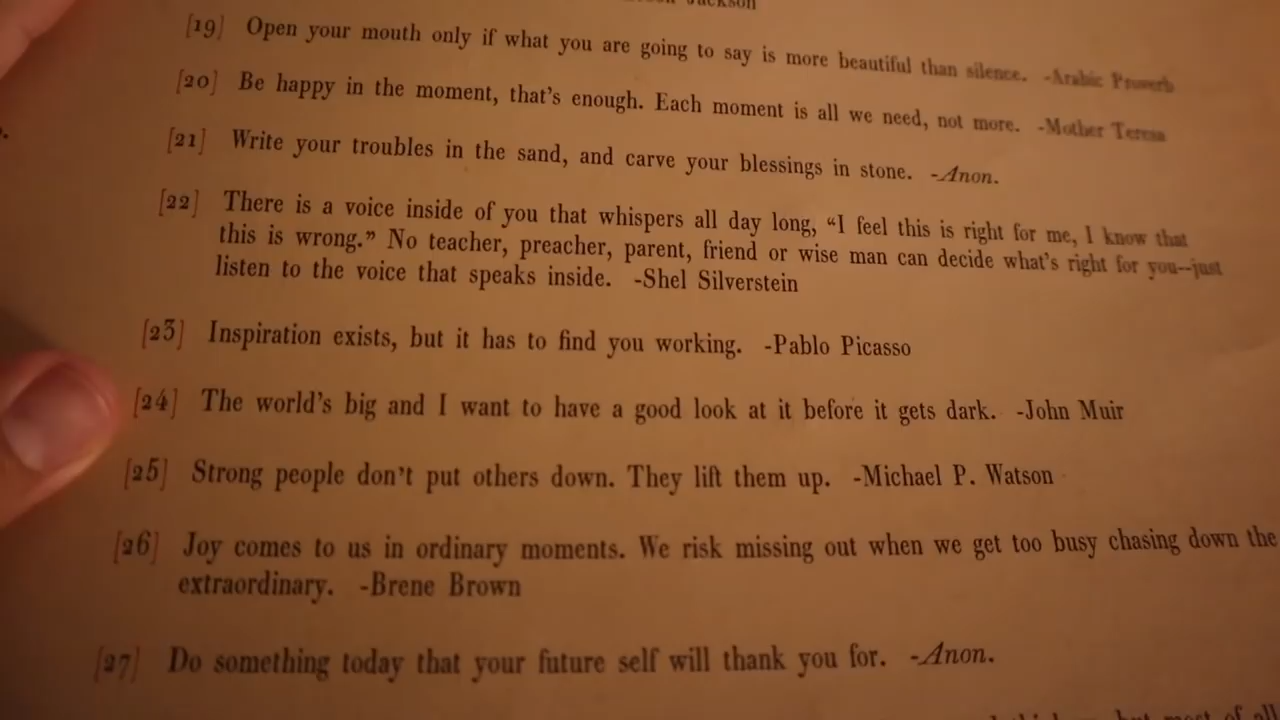 Jackson
[19] Open your mouth only if what you are going to say is more beautiful than silence. -Arabic Proverb
[20] Be happy in the moment, that's enough. Each moment is all we need, not more. -Mother Teresa
[21] Write your troubles in the sand, and carve your blessings in stone. -Anon.
[22] There is a voice inside of you that whispers all day long, “I feel this is right for me, I know that
this is wrong.” No teacher, preacher, parent, friend or wise man can decide what's right for you--just
listen to the voice that speaks inside. -Shel Silverstein
[23] Inspiration exists, but it has to find you working. -Pablo Picasso
[24] The world's big and I want to have a good look at it before it gets dark. -John Muir
[25] Strong people don't put others down. They lift them up. -Michael P. Watson
[26] Joy comes to us in ordinary moments. We risk missing out when we get too busy chasing down the
extraordinary. -Brene Brown
[27] Do something today that your future self will thank you for. -Anon.
but most of all